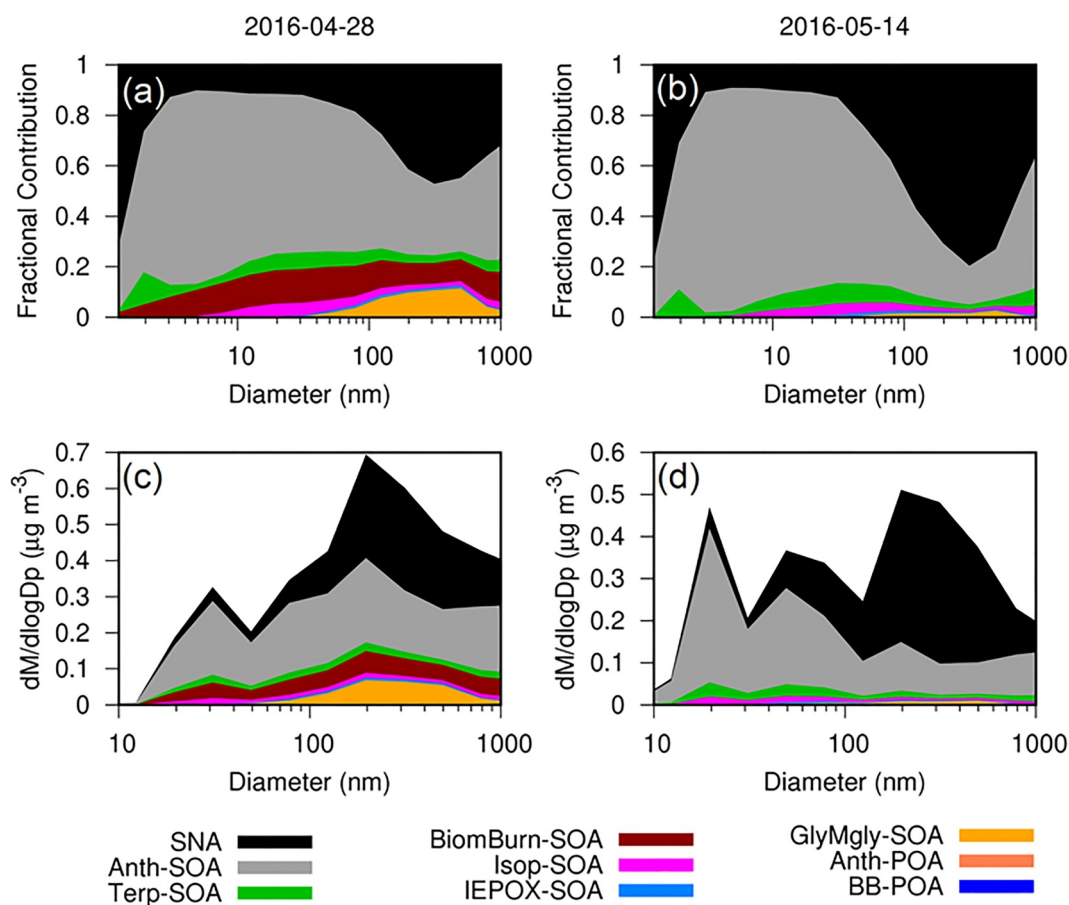 2016-04-28 2016-05-14
(a) (b)
Fractional Contribution
1
0.8
0.6
0.4
0.2
0
10 100 1000
Diameter (nm)
Fractional Contribution
1
0.8
0.6
0.4
0.2
0
10 100 1000
Diameter (nm)
(c) (d)
dM/dlogDp (µg m⁻³)
0.7
0.6
0.5
0.4
0.3
0.2
0.1
0
10 100 1000
Diameter (nm)
dM/dlogDp (µg m⁻³)
0.6
0.5
0.4
0.3
0.2
0.1
0
10 100 1000
Diameter (nm)
SNA BiomBurn-SOA GlyMgly-SOA
Anth-SOA Isop-SOA Anth-POA
Terp-SOA IEPOX-SOA BB-POA